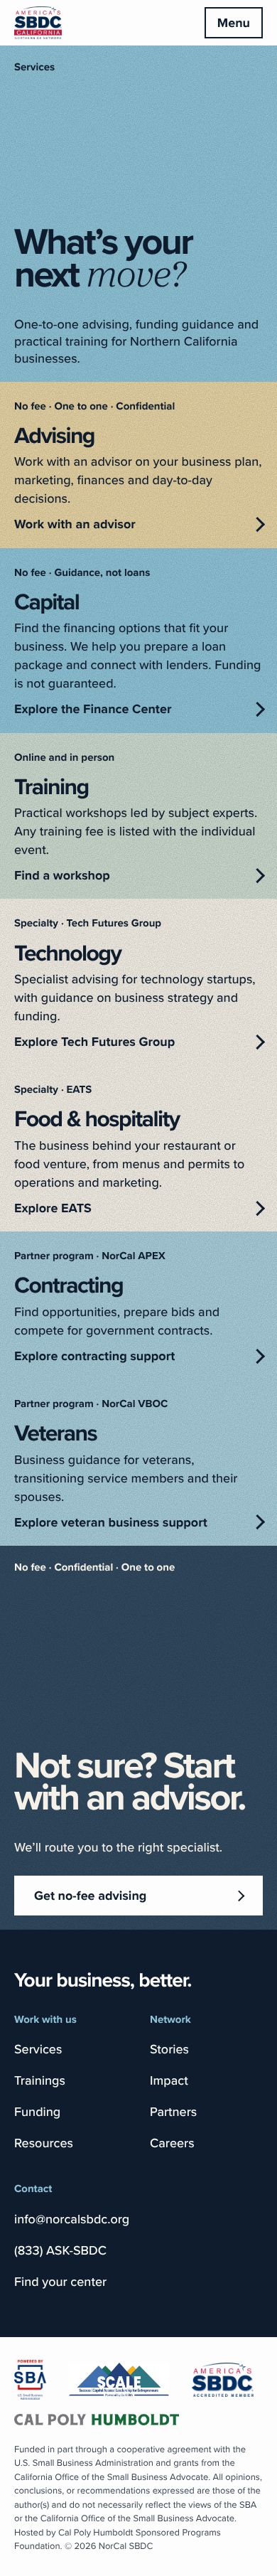 AMERICA'S
SBDC
CALIFORNIA
Menu
Services
What's your
next move?
One-to-one advising, funding guidance and
practical training for Northern California
businesses.
No fee · One to one · Confidential
Advising
Work with an advisor on your business plan,
marketing, finances and day-to-day
decisions.
Work with an advisor
No fee · Guidance, not loans
Capital
Find the financing options that fit your
business. We help you prepare a loan
package and connect with lenders. Funding
is not guaranteed.
Explore the Finance Center
Online and in person
Training
Practical workshops led by subject experts.
Any training fee is listed with the individual
event.
Find a workshop
Specialty · Tech Futures Group
Technology
Specialist advising for technology startups,
with guidance on business strategy and
funding.
Explore Tech Futures Group
Specialty · EATS
Food & hospitality
The business behind your restaurant or
food venture, from menus and permits to
operations and marketing.
Explore EATS
Partner program · NorCal APEX
Contracting
Find opportunities, prepare bids and
compete for government contracts.
Explore contracting support
Partner program · NorCal VBOC
Veterans
Business guidance for veterans,
transitioning service members and their
spouses.
Explore veteran business support
No fee · Confidential · One to one
Not sure? Start
with an advisor.
We'll route you to the right specialist.
Get no-fee advising
Your business, better.
Work with us
Network
Services
Stories
Trainings
Impact
Funding
Partners
Resources
Careers
Contact
info@norcalsbdc.org
(833) ASK-SBDC
Find your center
POWERED BY
SBA
SCALE
AMERICA'S
SBDC
ACCREDITED MEMBER
CAL POLY HUMBOLDT
Funded in part through a cooperative agreement with the
U.S. Small Business Administration and grants from the
California Office of the Small Business Advocate. All opinions,
conclusions, or recommendations expressed are those of the
author(s) and do not necessarily reflect the views of the SBA
or the California Office of the Small Business Advocate.
Hosted by Cal Poly Humboldt Sponsored Programs
Foundation. © 2026 NorCal SBDC